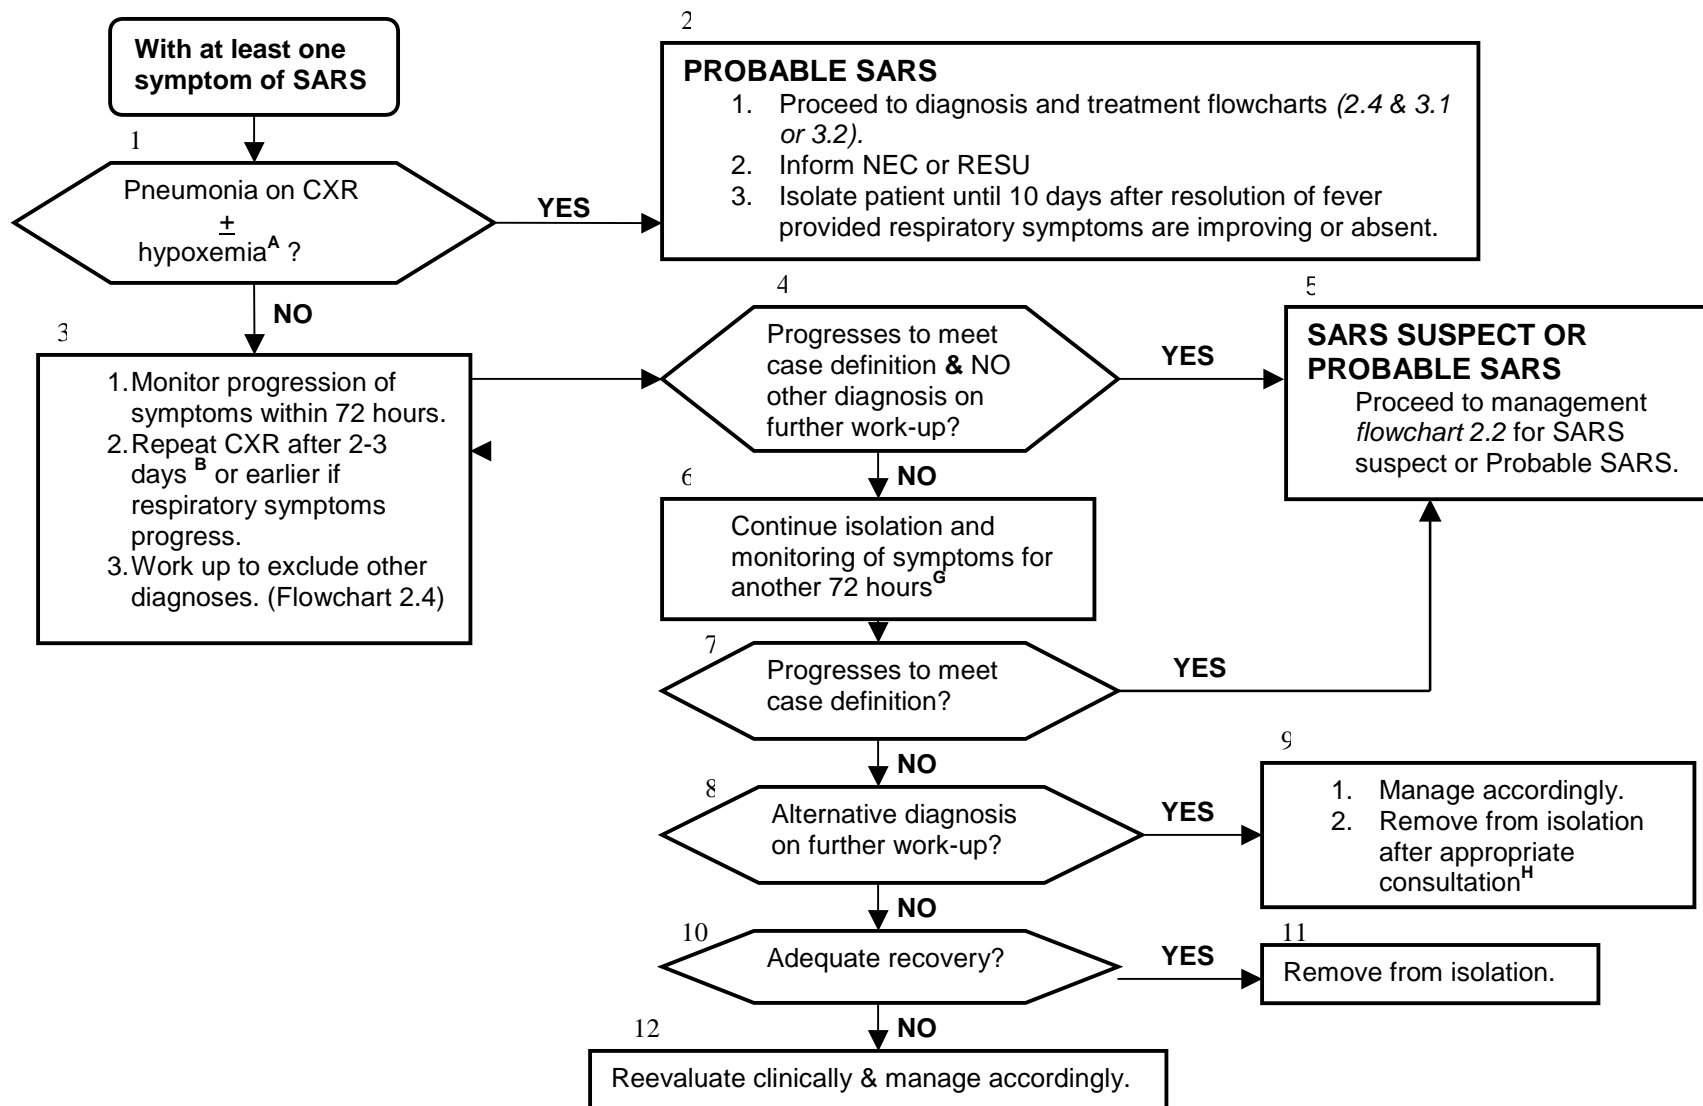 With at least one
symptom of SARS
1
Pneumonia on CXR
±
hypoxemiaA ?
YES
NO
2
PROBABLE SARS
1. Proceed to diagnosis and treatment flowcharts (2.4 & 3.1
or 3.2).
2. Inform NEC or RESU
3. Isolate patient until 10 days after resolution of fever
provided respiratory symptoms are improving or absent.
3
1. Monitor progression of
symptoms within 72 hours.
2. Repeat CXR after 2-3
days B or earlier if
respiratory symptoms
progress.
3. Work up to exclude other
diagnoses. (Flowchart 2.4)
4
Progresses to meet
case definition & NO
other diagnosis on
further work-up?
YES
NO
5
SARS SUSPECT OR
PROBABLE SARS
Proceed to management
flowchart 2.2 for SARS
suspect or Probable SARS.
6
Continue isolation and
monitoring of symptoms for
another 72 hoursG
7
Progresses to meet
case definition?
YES
NO
8
Alternative diagnosis
on further work-up?
YES
NO
9
1. Manage accordingly.
2. Remove from isolation
after appropriate
consultationH
10
Adequate recovery?
YES
NO
11
Remove from isolation.
12
Reevaluate clinically & manage accordingly.